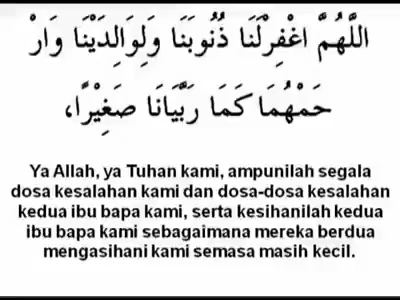 اللَّهُمَّ اغْفِرْلَنَا ذُنُوبَنَا وَلِوَالِدَيْنَا وَارْ
حَمْهُمَا كَمَا رَبَّيَانَا صَغِيْرًا،
Ya Allah, ya Tuhan kami, ampunilah segala
dosa kesalahan kami dan dosa-dosa kesalahan
kedua ibu bapa kami, serta kesihanilah kedua
ibu bapa kami sebagaimana mereka berdua
mengasihani kami semasa masih kecil.